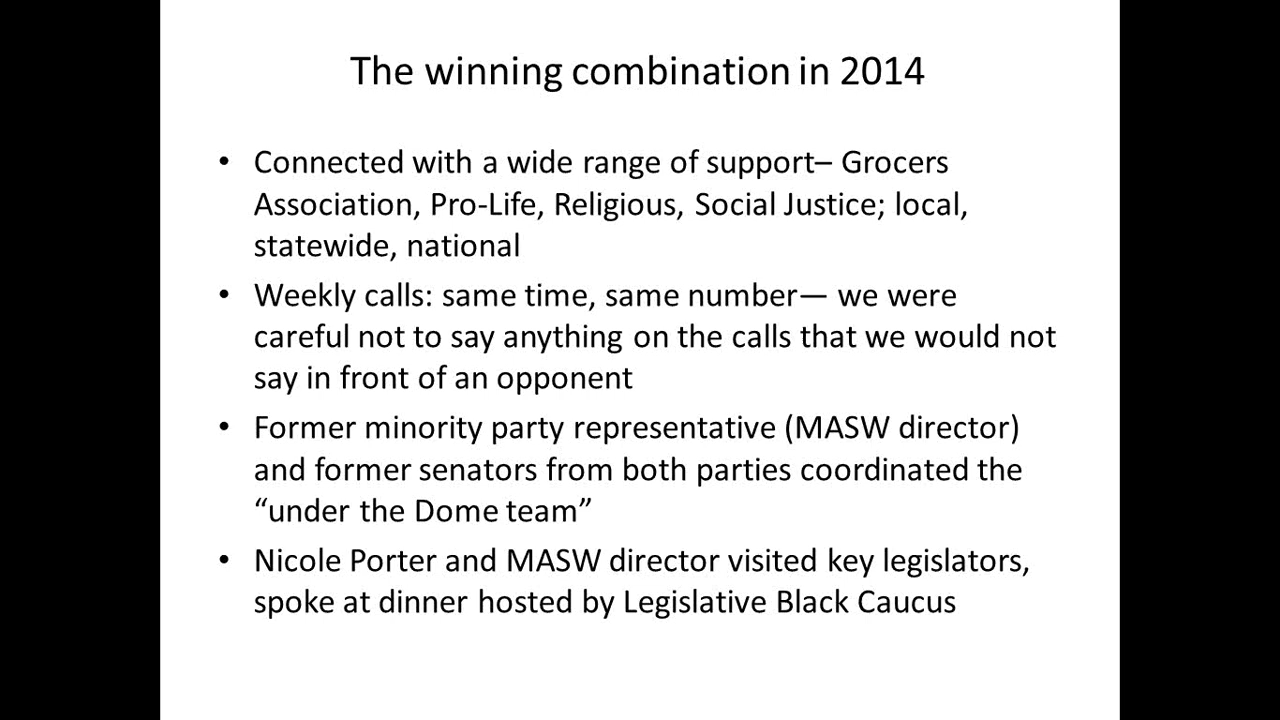 The winning combination in 2014
• Connected with a wide range of support– Grocers
Association, Pro-Life, Religious, Social Justice; local,
statewide, national
• Weekly calls: same time, same number— we were
careful not to say anything on the calls that we would not
say in front of an opponent
• Former minority party representative (MASW director)
and former senators from both parties coordinated the
“under the Dome team”
• Nicole Porter and MASW director visited key legislators,
spoke at dinner hosted by Legislative Black Caucus